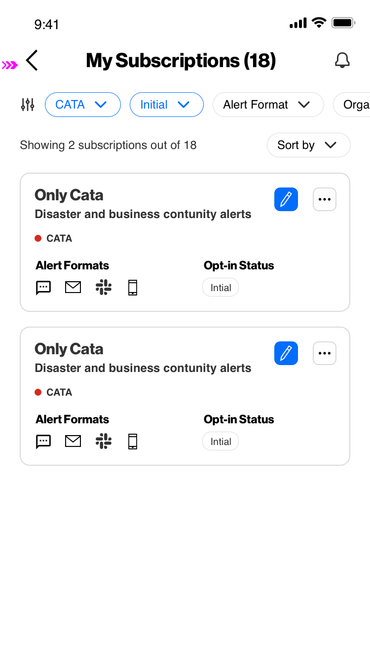 9:41
My Subscriptions (18)
CATA Initial Alert Format Orga
Showing 2 subscriptions out of 18 Sort by
Only Cata
Disaster and business contunity alerts
CATA
Alert Formats Opt-in Status
Intial
Only Cata
Disaster and business contunity alerts
CATA
Alert Formats Opt-in Status
Intial